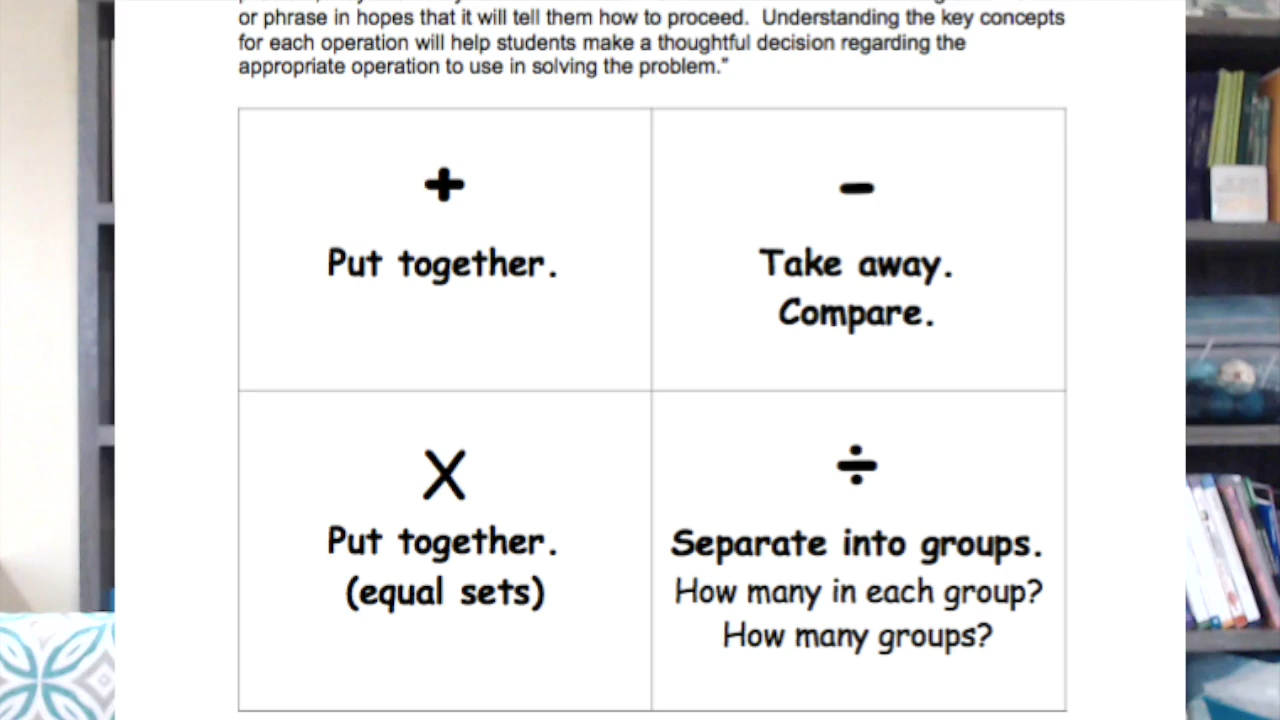 or phrase in hopes that it will tell them how to proceed.  Understanding the key concepts
for each operation will help students make a thoughtful decision regarding the
appropriate operation to use in solving the problem."
+
Put together.
-
Take away.
Compare.
X
Put together.
(equal sets)
÷
Separate into groups.
How many in each group?
How many groups?